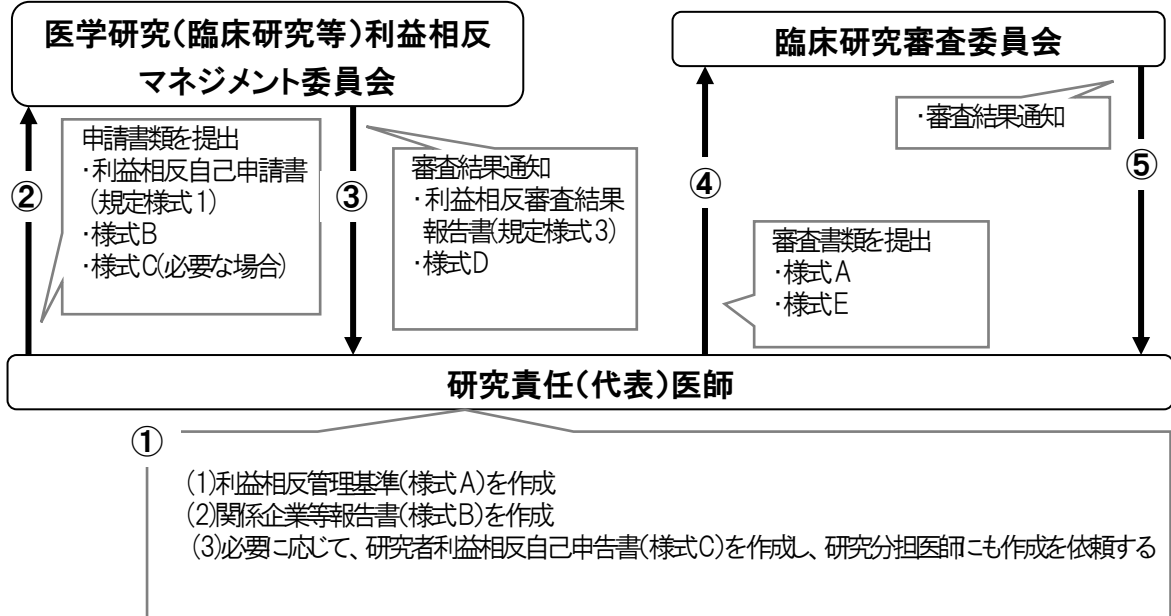 医学研究(臨床研究等)利益相反
マネジメント委員会
臨床研究審査委員会
②
申請書類を提出
・利益相反自己申請書
(規定様式1)
・様式B
・様式C(必要な場合)
③
審査結果通知
・利益相反審査結果
報告書(規定様式3)
・様式D
④
審査書類を提出
・様式A
・様式E
・審査結果通知
⑤
研究責任(代表)医師
①
(1)利益相反管理基準(様式A)を作成
(2)関係企業等報告書(様式B)を作成
(3)必要に応じて、研究者利益相反自己申告書(様式C)を作成し、研究分担医師にも作成を依頼する